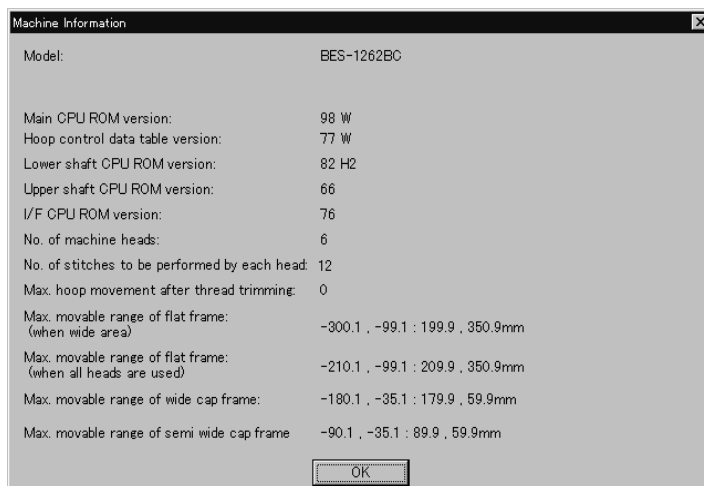 Machine Information
Model: BES-1262BC
Main CPU ROM version: 98 W
Hoop control data table version: 77 W
Lower shaft CPU ROM version: 82 H2
Upper shaft CPU ROM version: 66
I/F CPU ROM version: 76
No. of machine heads: 6
No. of stitches to be performed by each head: 12
Max. hoop movement after thread trimming: 0
Max. movable range of flat frame:
(when wide area) -300.1 , -99.1 : 199.9 , 350.9mm
Max. movable range of flat frame:
(when all heads are used) -210.1 , -99.1 : 209.9 , 350.9mm
Max. movable range of wide cap frame: -180.1 , -35.1 : 179.9 , 59.9mm
Max. movable range of semi wide cap frame -90.1 , -35.1 : 89.9 , 59.9mm
OK